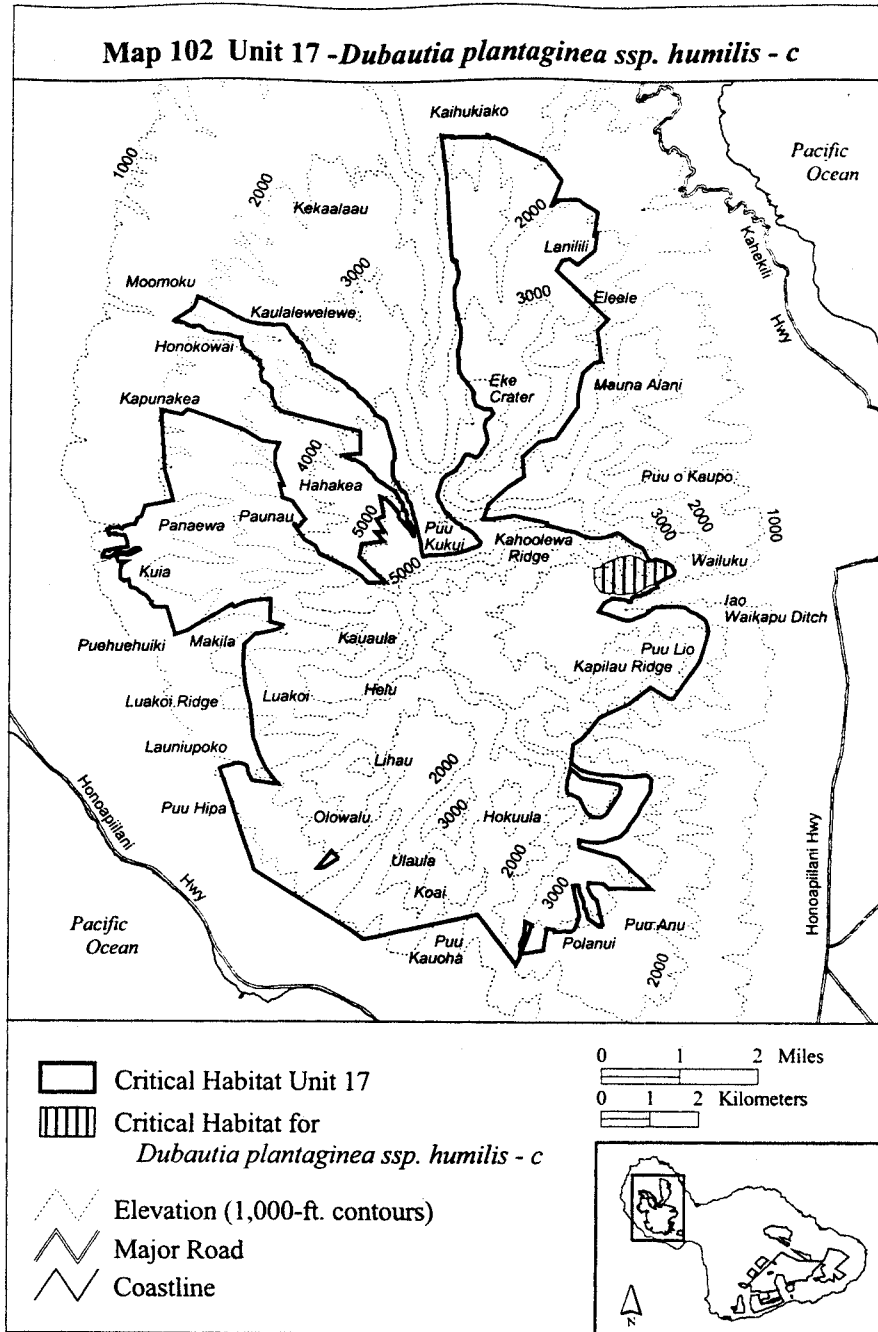 Map 102 Unit 17 -Dubautia plantaginea ssp. humilis - c
Kaihukiako
Pacific
Ocean
1000
2000
Kekaalaau
2000
Lanilili
Kahekili
Hwy
3000
3000
Moomoku
Eleele
Kaulalewelewe
Honokowai
Eke
Crater
Mauna Alani
Kapunakea
4000
Hahakea
Puu o Kaupo
2000
3000
1000
Panaewa
Paunau
5000
Puu
Kukui
Kahoolewa
Ridge
Wailuku
Kuia
5000
Iao
Waikapu Ditch
Puehuehuiki
Makila
Kauaula
Puu Lio
Kapilau Ridge
Luakoi Ridge
Luakoi
Helu
Launiupoko
Lihau
2000
Honoapiilani
Hwy
Puu Hipa
Olowalu
3000
Hokuula
Ulaula
2000
Koai
3000
Honoapiilani Hwy
Pacific
Ocean
Puu
Kauoha
Polanui
Puu Anu
2000
Critical Habitat Unit 17
Critical Habitat for
Dubautia plantaginea ssp. humilis - c
Elevation (1,000-ft. contours)
Major Road
Coastline
0 1 2 Miles
0 1 2 Kilometers
N